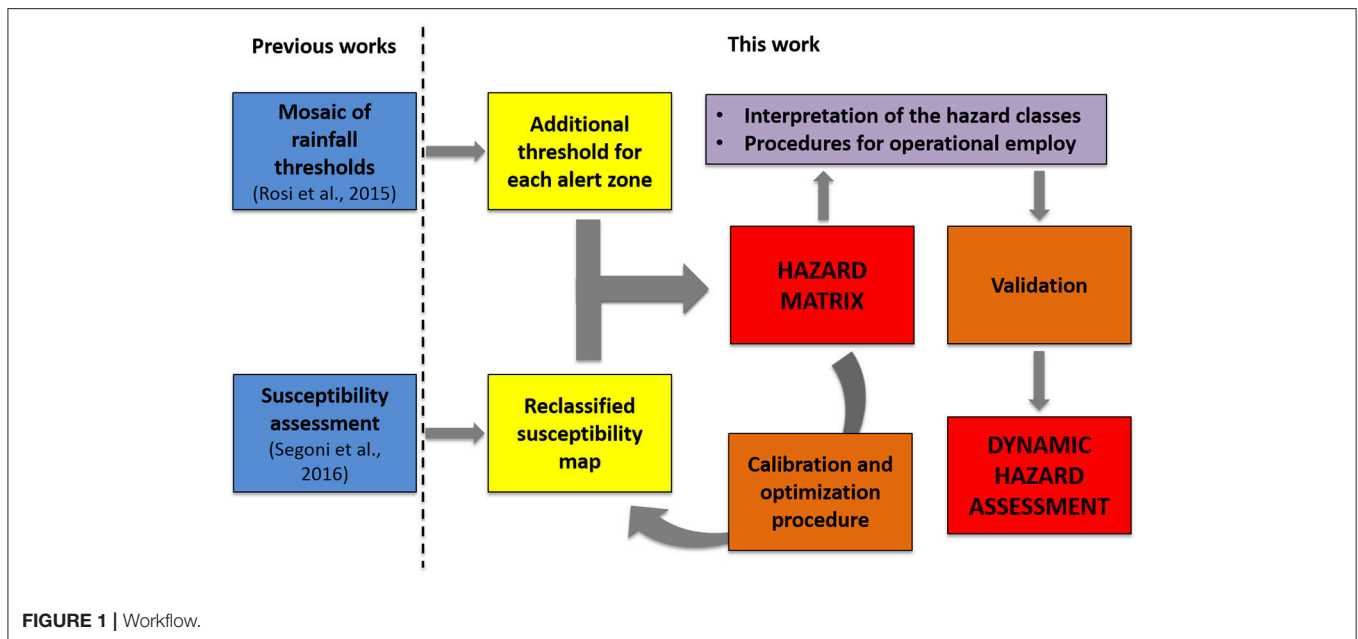 Previous works
This work
Mosaic of
rainfall
thresholds
(Rosi et al., 2015)
Additional
threshold for
each alert zone
• Interpretation of the hazard classes
• Procedures for operational employ
HAZARD
MATRIX
Validation
Susceptibility
assessment
(Segoni et al.,
2016)
Reclassified
susceptibility
map
Calibration and
optimization
procedure
DYNAMIC
HAZARD
ASSESSMENT
FIGURE 1 | Workflow.